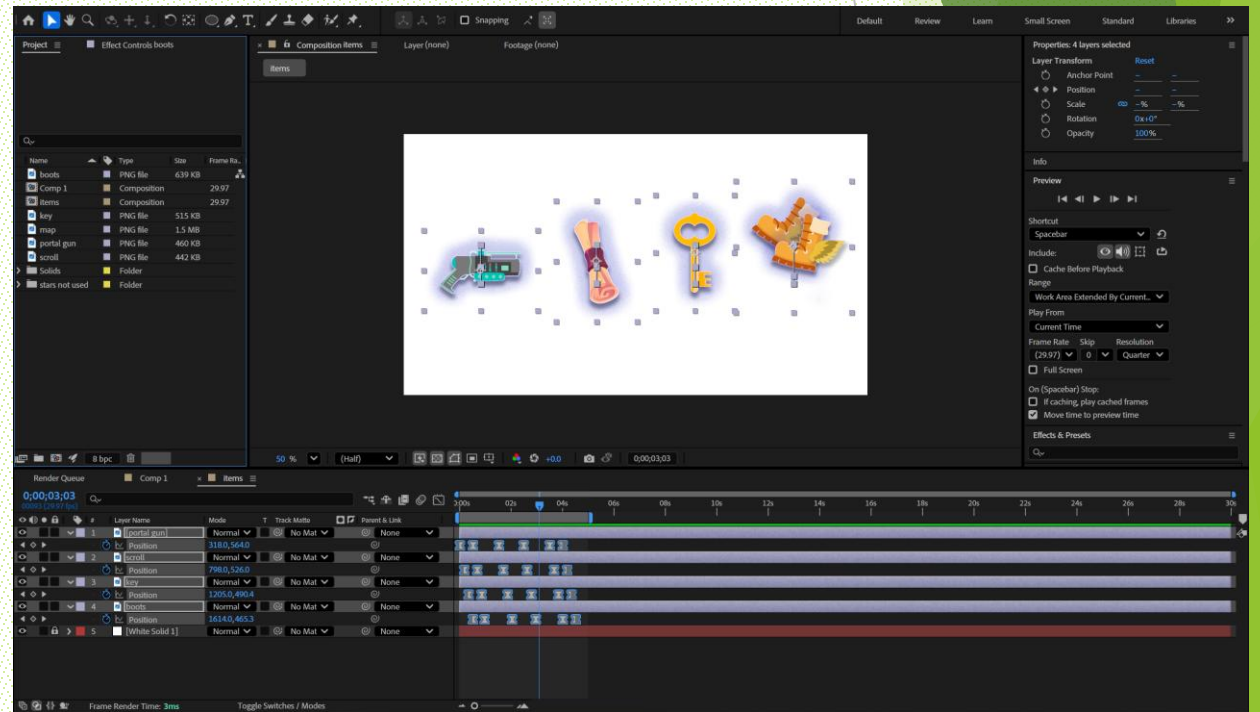 Snapping
Default Review Learn Small Screen Standard Libraries
Project Effect Controls boots
Composition items Layer (none) Footage (none)
items
Name Type Size Frame Ra..
boots PNG file 639 KB
Comp 1 Composition 29.97
items Composition 29.97
key PNG file 515 KB
map PNG file 1.5 MB
portal gun PNG file 460 KB
scroll PNG file 442 KB
Solids Folder
stars not used Folder
8 bpc
50 % (Half) +0.0 0;00;03;03
Properties: 4 layers selected
Layer Transform Reset
Anchor Point - -
Position - -
Scale -% -%
Rotation 0x+0°
Opacity 100%
Info
Preview
Shortcut
Spacebar
Include:
Cache Before Playback
Range
Work Area Extended By Current...
Play From
Current Time
Frame Rate Skip Resolution
(29.97) 0 Quarter
Full Screen
On (Spacebar) Stop:
If caching, play cached frames
Move time to preview time
Effects & Presets
Render Queue Comp 1 items
0;00;03;03
00093 (29.97 fps)
# Layer Name Mode T Track Matte Parent & Link
1 [portal gun] Normal No Mat None
Position 318.0,564.0
2 scroll Normal No Mat None
Position 798.0,526.0
3 key Normal No Mat None
Position 1205.0,490.4
4 boots Normal No Mat None
Position 1614.0,465.3
5 [White Solid 1] Normal No Mat None
02s 04s 06s 08s 10s 12s 14s 16s 18s 20s 22s 24s 26s 28s
Frame Render Time: 3ms Toggle Switches / Modes